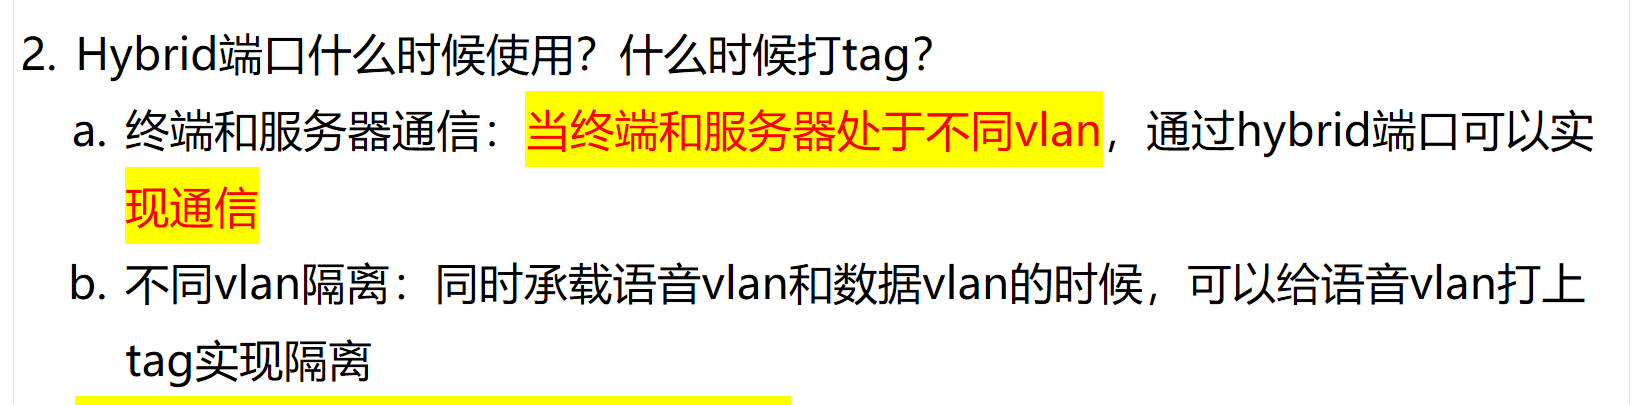 2. Hybrid端口什么时候使用？什么时候打tag？
a. 终端和服务器通信：当终端和服务器处于不同vlan，通过hybrid端口可以实
现通信
b. 不同vlan隔离：同时承载语音vlan和数据vlan的时候，可以给语音vlan打上
tag实现隔离